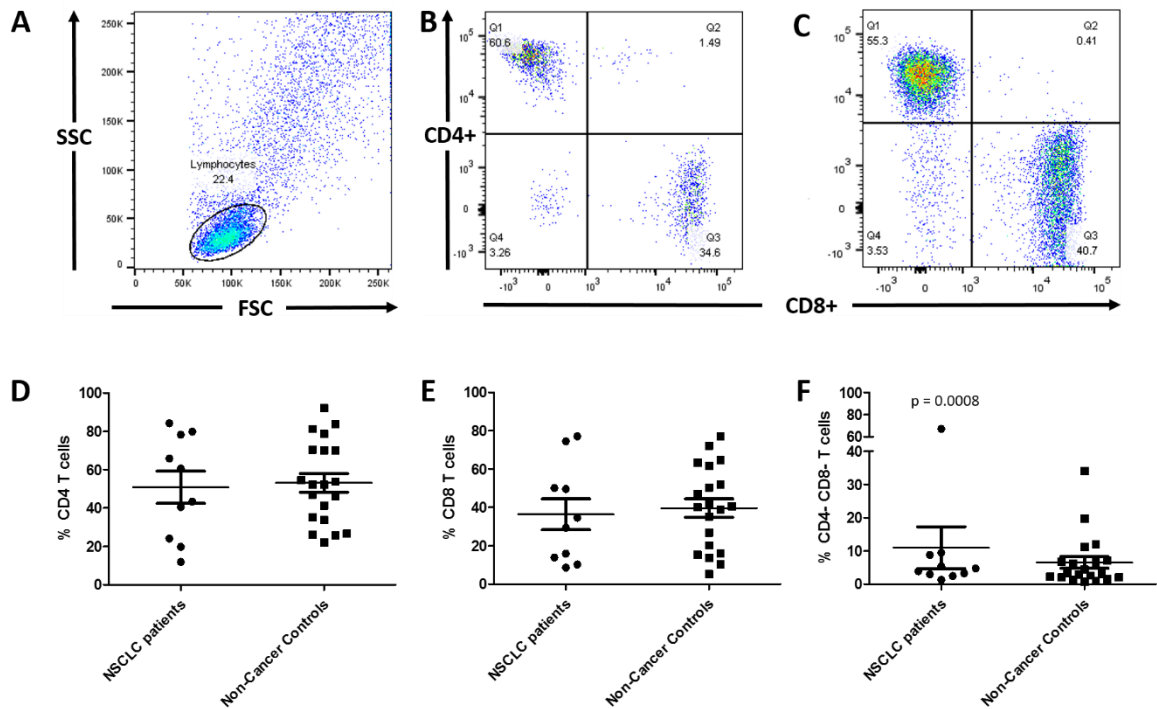 A
SSC
250K
200K
150K
100K
50K
0
Lymphocytes
22.4
0 50K 100K 150K 200K 250K
FSC
B
CD4+
Q1
60.6
Q2
1.49
10^5
10^4
10^3
0
-10^3
Q4
3.26
Q3
34.6
-10^3 0 10^3 10^4 10^5
C
Q1
55.3
Q2
0.41
10^5
10^4
10^3
0
-10^3
Q4
3.53
Q3
40.7
-10^3 0 10^3 10^4 10^5
CD8+
D
% CD4 T cells
100
80
60
40
20
0
NSCLC patients
Non-Cancer Controls
E
% CD8 T cells
100
80
60
40
20
0
NSCLC patients
Non-Cancer Controls
F
% CD4- CD8- T cells
p = 0.0008
100
80
60
40
30
20
10
0
NSCLC patients
Non-Cancer Controls